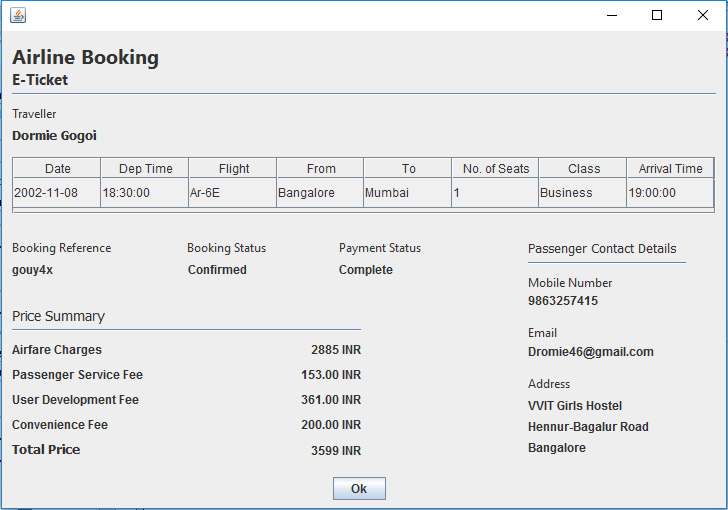 Airline Booking
E-Ticket
Traveller
Dormie Gogoi
Date Dep Time Flight From To No. of Seats Class Arrival Time
2002-11-08 18:30:00 Ar-6E Bangalore Mumbai 1 Business 19:00:00
Booking Reference Booking Status Payment Status
gouy4x Confirmed Complete
Price Summary
Airfare Charges 2885 INR
Passenger Service Fee 153.00 INR
User Development Fee 361.00 INR
Convenience Fee 200.00 INR
Total Price 3599 INR
Passenger Contact Details
Mobile Number
9863257415
Email
Dromie46@gmail.com
Address
VVIT Girls Hostel
Hennur-Bagalur Road
Bangalore
Ok